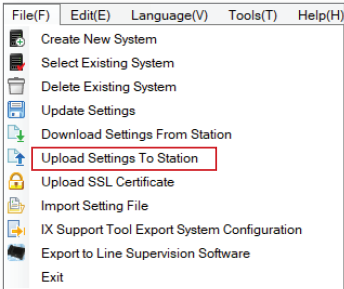 File(F) Edit(E) Language(V) Tools(T) Help(H)
Create New System
Select Existing System
Delete Existing System
Update Settings
Download Settings From Station
Upload Settings To Station
Upload SSL Certificate
Import Setting File
IX Support Tool Export System Configuration
Export to Line Supervision Software
Exit